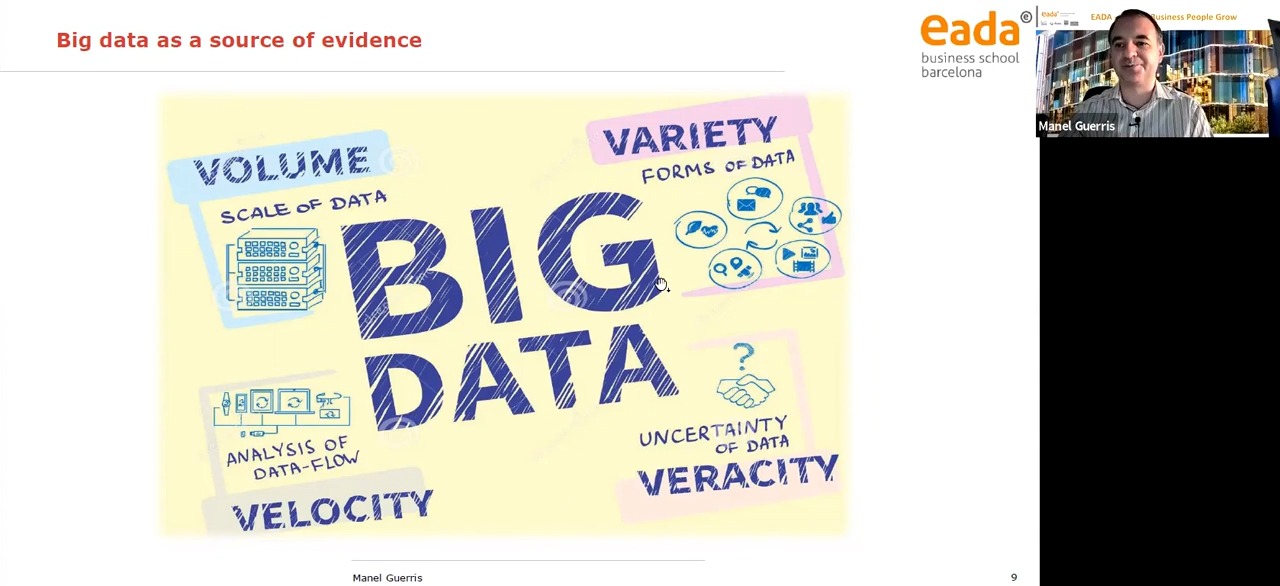 Big data as a source of evidence
eada
business school
barcelona
EADA
Business People Grow
Manel Guerris
VOLUME
SCALE OF DATA
VARIETY
FORMS OF DATA
BIG
DATA
ANALYSIS OF
DATA-FLOW
VELOCITY
UNCERTAINTY
OF DATA
VERACITY
Manel Guerris
9